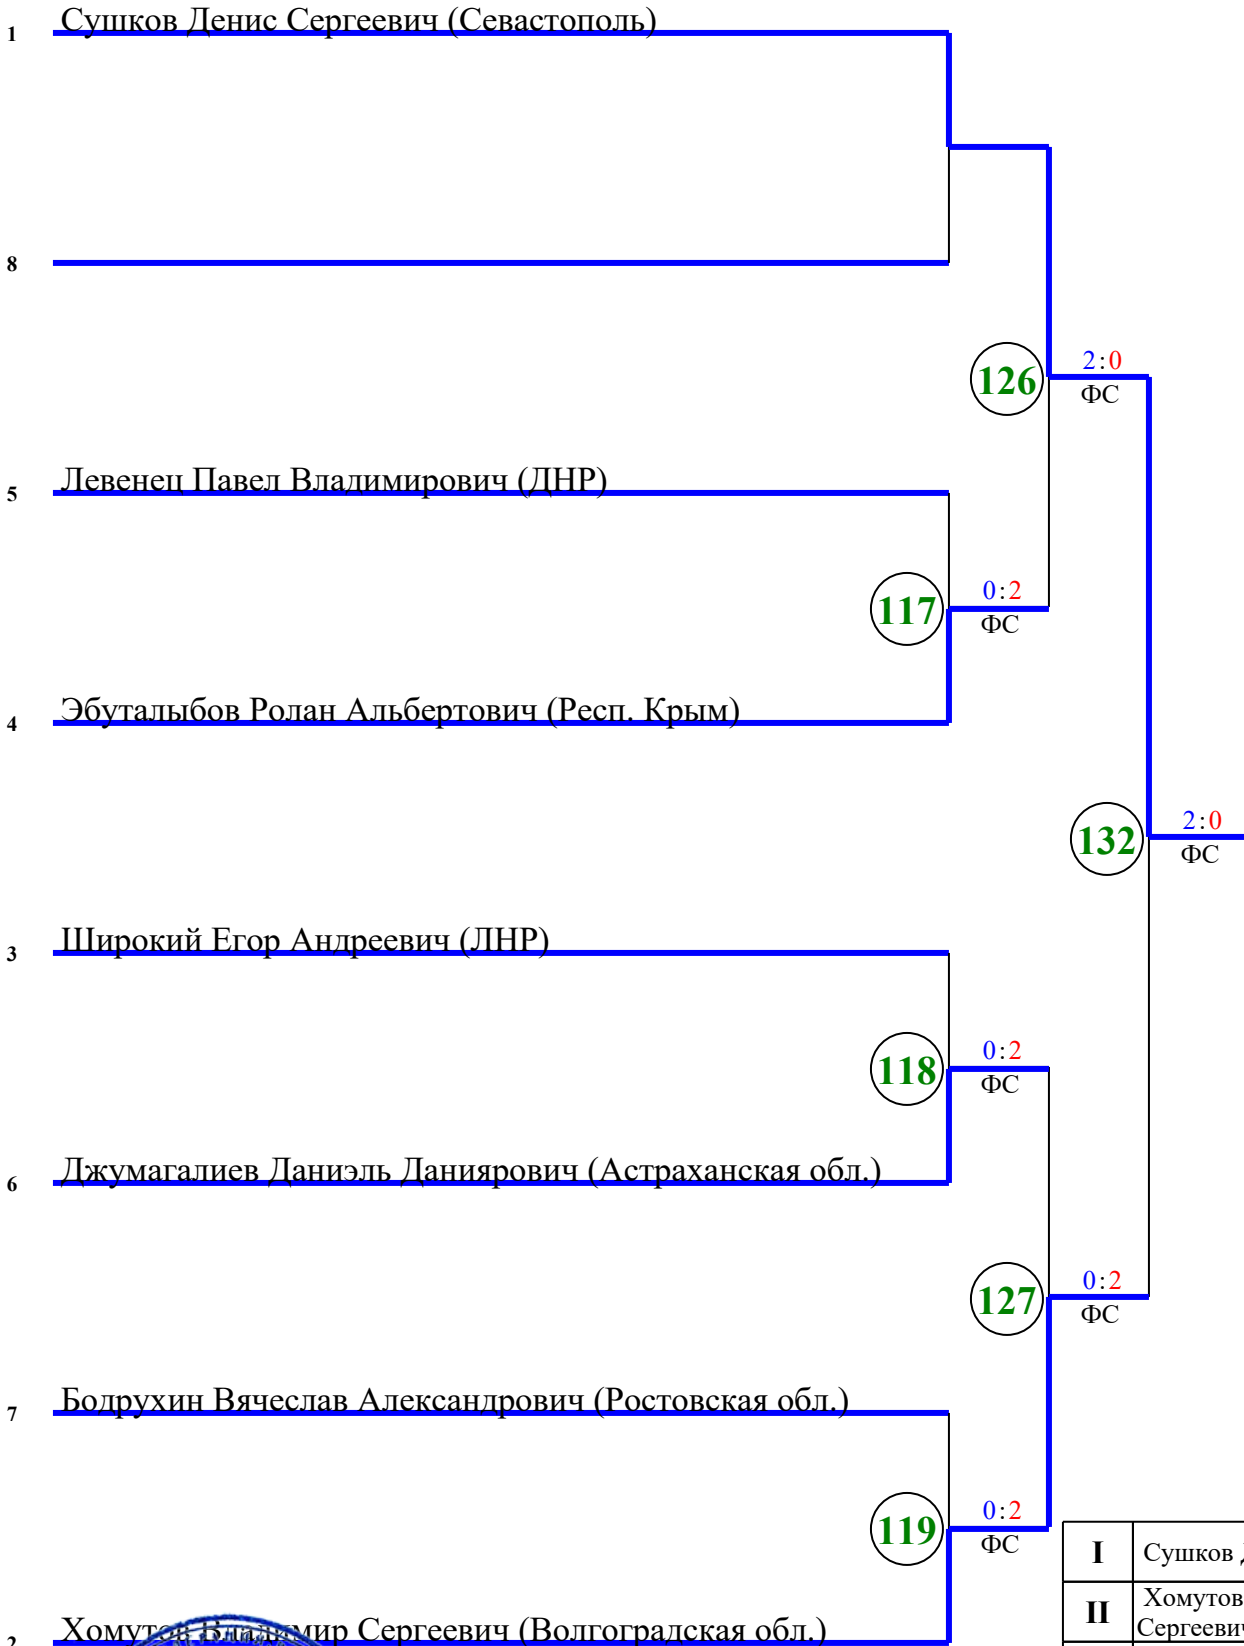 1 Сушков Денис Сергеевич (Севастополь)
8
126 2:0
ФС
5 Левенец Павел Владимирович (ДНР)
117 0:2
ФС
4 Эбуталыбов Ролан Альбертович (Респ. Крым)
132 2:0
ФС
3 Широкий Егор Андреевич (ЛНР)
118 0:2
ФС
6 Джумагалиев Даниэль Даниярович (Астраханская обл.)
127 0:2
ФС
7 Бодрухин Вячеслав Александрович (Ростовская обл.)
119 0:2
ФС
I Сушков
II Хомутов
Сергеевич
2 Хомутов Владимир Сергеевич (Волгоградская обл.)